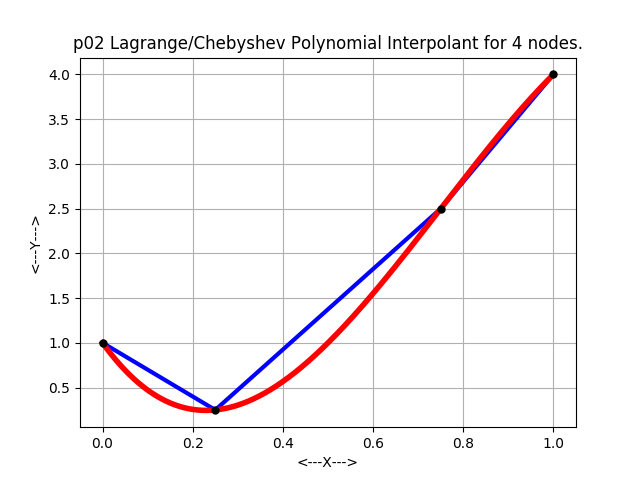 p02 Lagrange/Chebyshev Polynomial Interpolant for 4 nodes.
4.0
3.5
3.0
2.5
2.0
1.5
1.0
0.5
<---Y--->
0.0 0.2 0.4 0.6 0.8 1.0
<---X--->